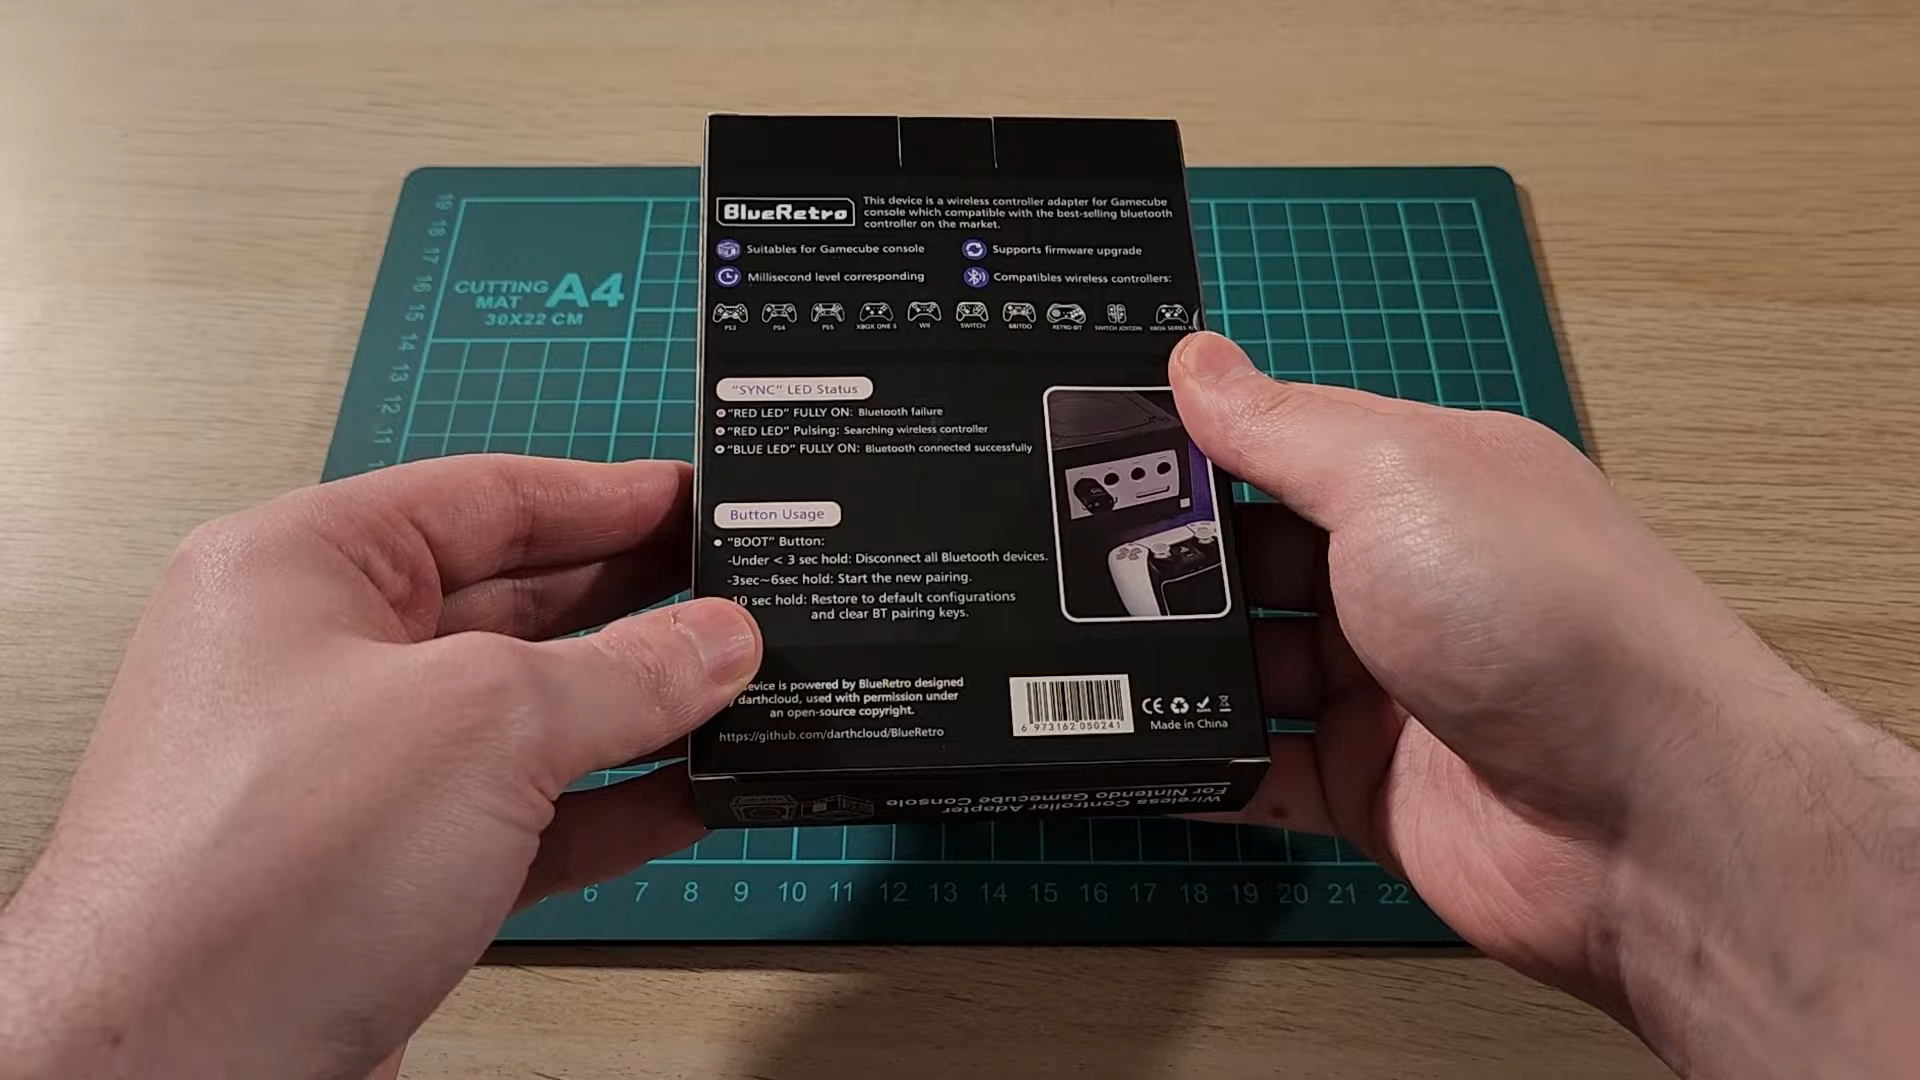 BlueRetro
This device is a wireless controller adapter for Gamecube
console which compatible with the best-selling bluetooth
controller on the market.
Suitables for Gamecube console
Supports firmware upgrade
Millisecond level corresponding
Compatibles wireless controllers:
PS3 PS4 PS5 XBOX ONE S WII SWITCH 8BITDO RETRO-BIT SWITCH JOYCON XBOX SERIES
"SYNC" LED Status
"RED LED" FULLY ON: Bluetooth failure
"RED LED" Pulsing: Searching wireless controller
"BLUE LED" FULLY ON: Bluetooth connected successfully
Button Usage
"BOOT" Button:
-Under < 3 sec hold: Disconnect all Bluetooth devices.
-3sec~6sec hold: Start the new pairing.
10 sec hold: Restore to default configurations
and clear BT pairing keys.
is powered by BlueRetro designed
darthcloud, used with permission under
an open-source copyright.
https://github.com/darthcloud/BlueRetro
6 973162 050241
CE
Made in China
Wireless Controller Adapter
For Nintendo Gamecube Console
CUTTING
MAT A4
30X22 CM
19
18
17
16
15
14
13
12
11
6 7 8 9 10 11 12 13 14 15 16 17 18 19 20 21 22